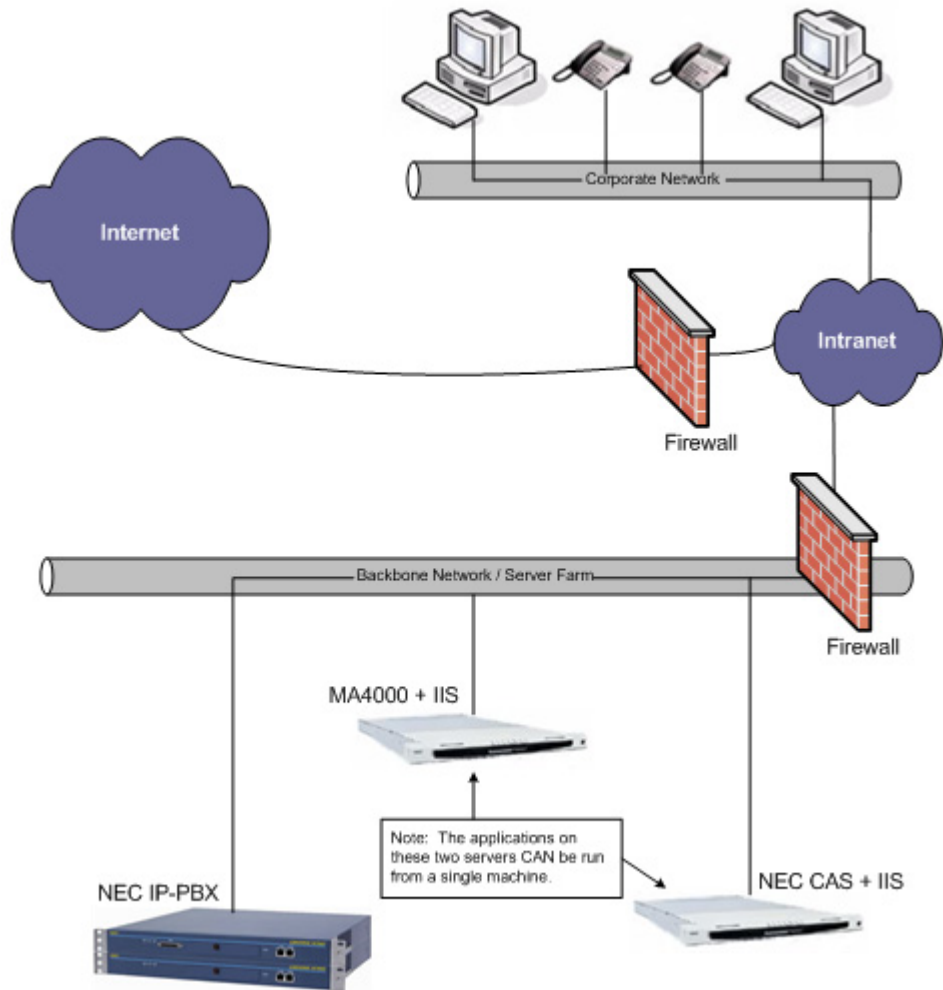 Corporate Network
Internet
Intranet
Firewall
Backbone Network / Server Farm
Firewall
MA4000 + IIS
Note: The applications on
these two servers CAN be run
from a single machine.
NEC IP-PBX
NEC CAS + IIS